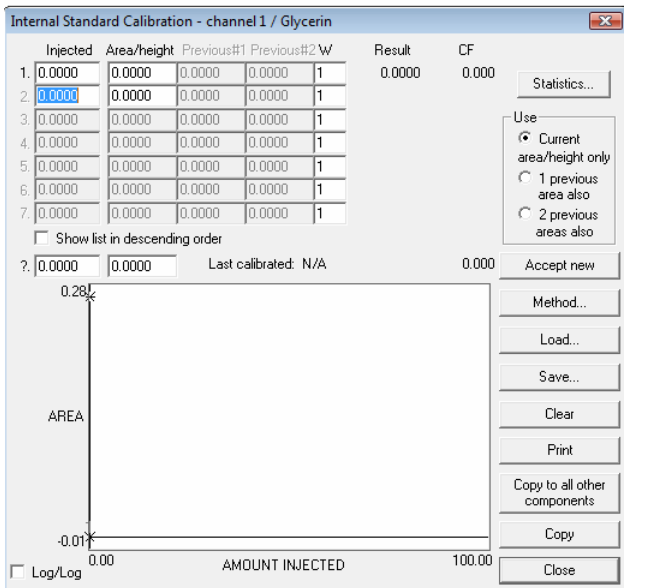 Internal Standard Calibration - channel 1 / Glycerin
Injected Area/height Previous#1 Previous#2 W Result CF
1. 0.0000 0.0000 0.0000 0.0000 1 0.0000 0.000
Statistics...
2. 0.0000 0.0000 0.0000 0.0000 1
3. 0.0000 0.0000 0.0000 0.0000 1
4. 0.0000 0.0000 0.0000 0.0000 1
5. 0.0000 0.0000 0.0000 0.0000 1
6. 0.0000 0.0000 0.0000 0.0000 1
7. 0.0000 0.0000 0.0000 0.0000 1
Use
Current
area/height only
1 previous
area also
2 previous
areas also
Show list in descending order
?. 0.0000 0.0000 Last calibrated: N/A 0.000
Accept new
Method...
Load...
Save...
Clear
Print
Copy to all other
components
Copy
Close
0.28
AREA
-0.01
0.00 AMOUNT INJECTED 100.00
Log/Log